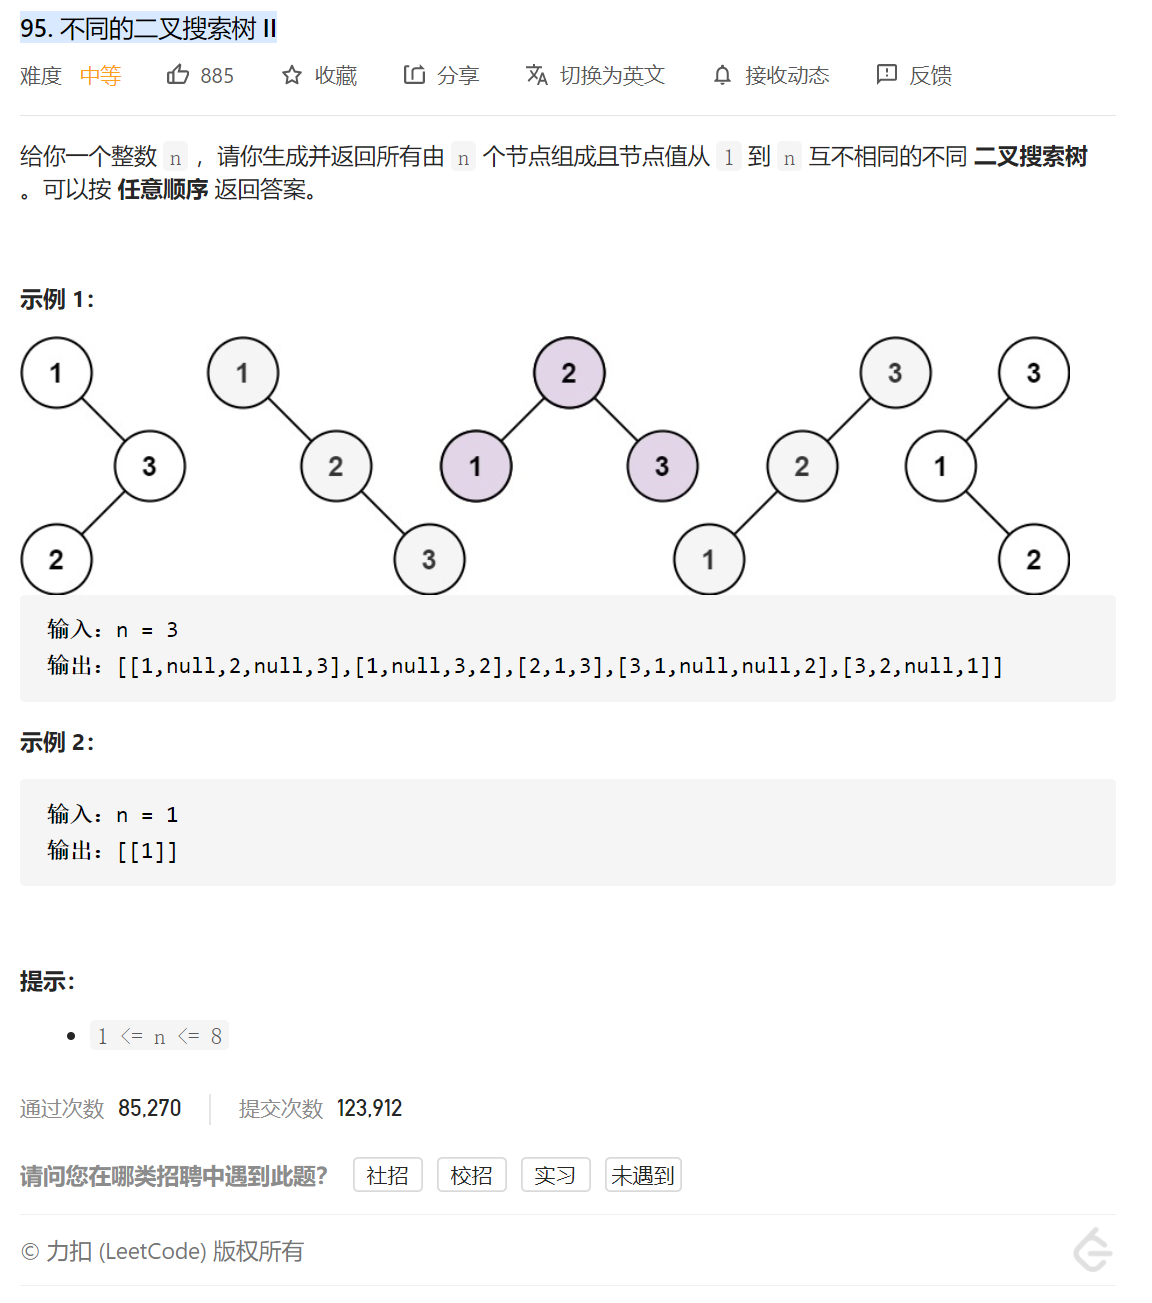 95. 不同的二叉搜索树 II
难度 中等 885 收藏 分享 切换为英文 接收动态 反馈
给你一个整数 n ，请你生成并返回所有由 n 个节点组成且节点值从 1 到 n 互不相同的不同 二叉搜索树
。可以按 任意顺序 返回答案。
示例 1：
1 1 2 3 3
3 2 1 3 2 1
2 3 1 2
输入：n = 3
输出：[[1,null,2,null,3],[1,null,3,2],[2,1,3],[3,1,null,null,2],[3,2,null,1]]
示例 2：
输入：n = 1
输出：[[1]]
提示：
1 <= n <= 8
通过次数 85,270 提交次数 123,912
请问您在哪类招聘中遇到此题？ 社招 校招 实习 未遇到
© 力扣 (LeetCode) 版权所有